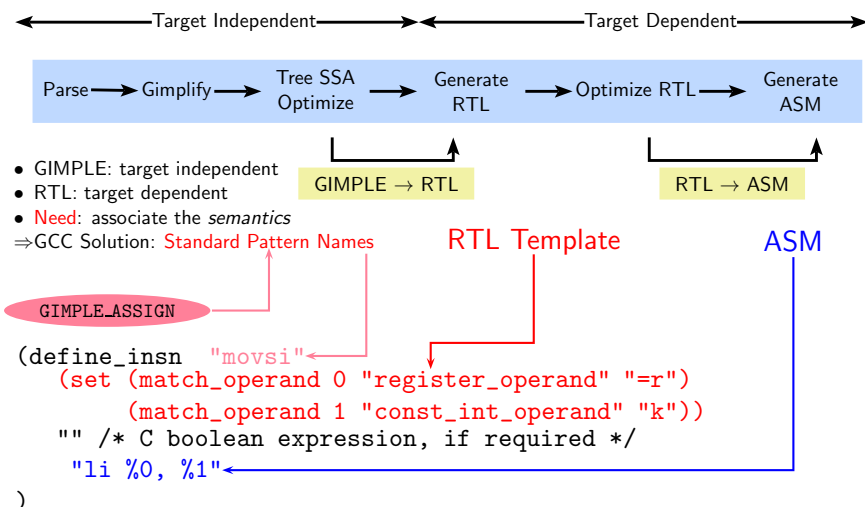 Target Independent Target Dependent
Parse Gimplify Tree SSA Optimize Generate RTL Optimize RTL Generate ASM
GIMPLE → RTL RTL → ASM
• GIMPLE: target independent
• RTL: target dependent
• Need: associate the semantics
⇒GCC Solution: Standard Pattern Names RTL Template ASM
GIMPLE_ASSIGN
(define_insn "movsi"
(set (match_operand 0 "register_operand" "=r")
(match_operand 1 "const_int_operand" "k"))
"" /* C boolean expression, if required */
"li %0, %1"
)